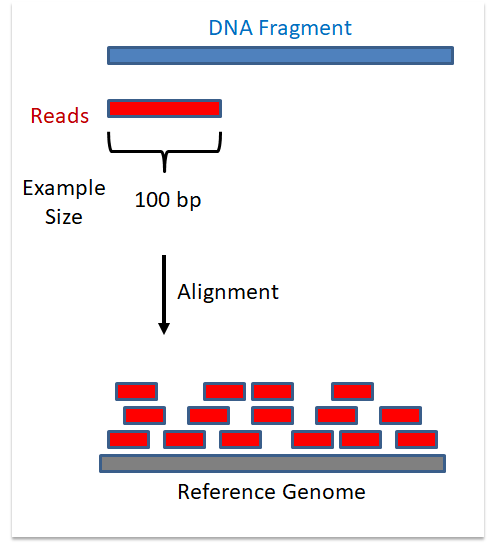 DNA Fragment
Reads
Example
Size
100 bp
Alignment
Reference Genome